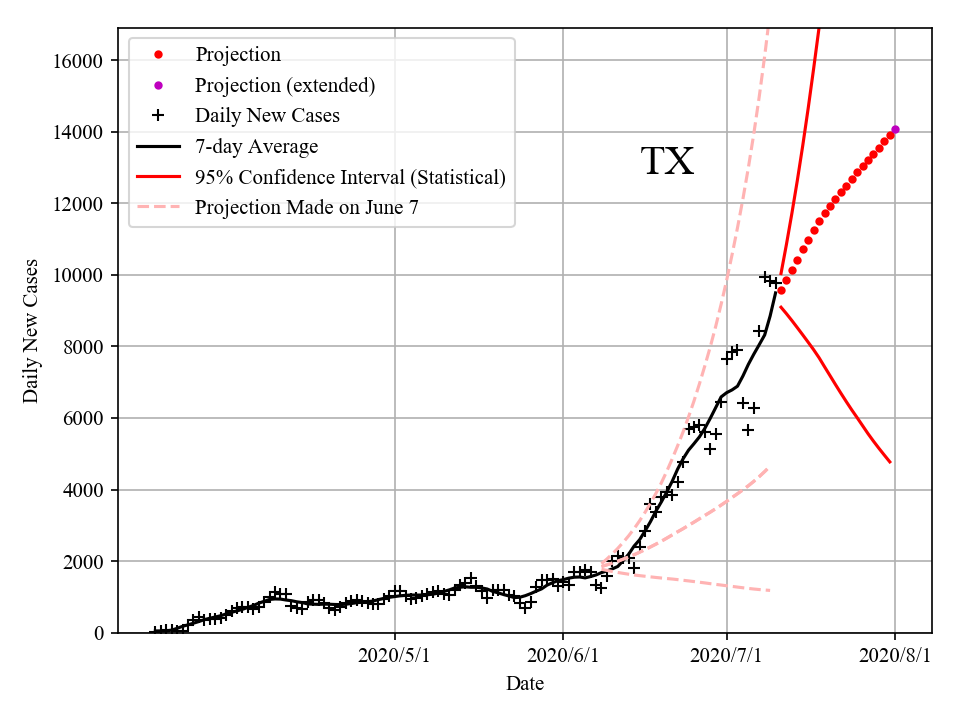 Projection
Projection (extended)
Daily New Cases
7-day Average
95% Confidence Interval (Statistical)
Projection Made on June 7
TX
16000
14000
12000
10000
8000
6000
4000
2000
0
Daily New Cases
2020/5/1 2020/6/1 2020/7/1 2020/8/1
Date